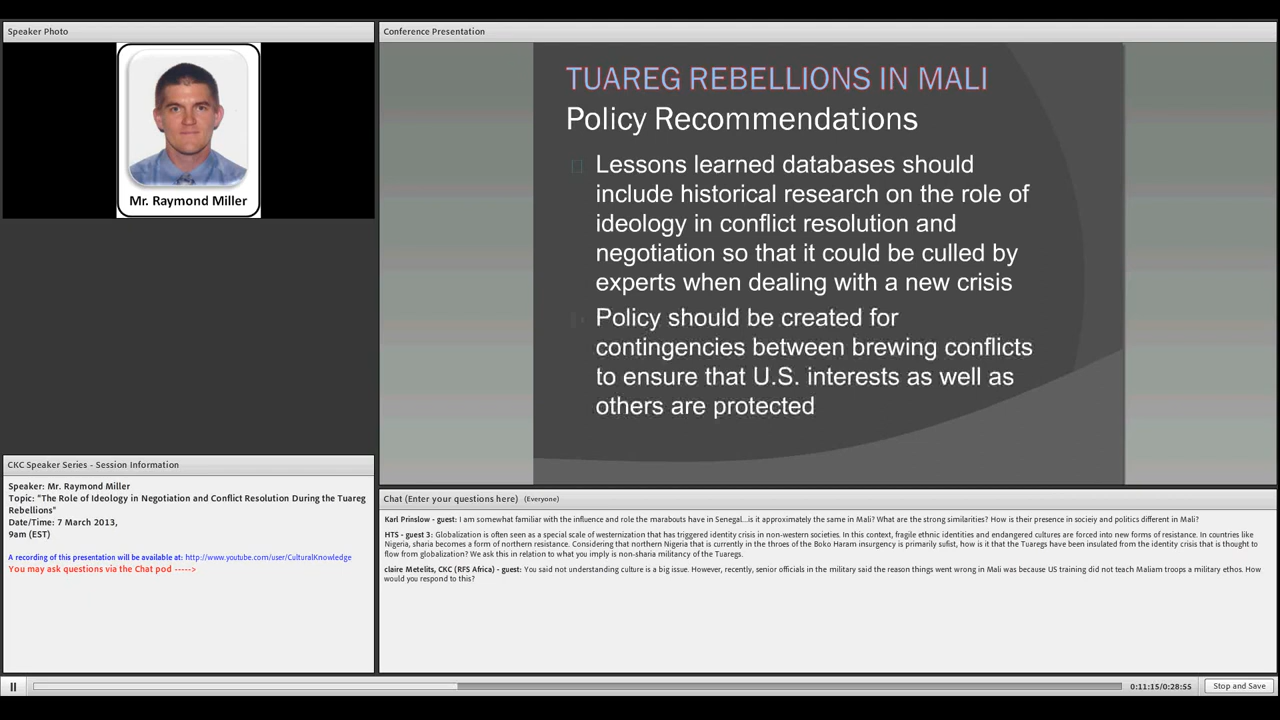 Speaker Photo
Mr. Raymond Miller
Conference Presentation
TUAREG REBELLIONS IN MALI
Policy Recommendations
Lessons learned databases should
include historical research on the role of
ideology in conflict resolution and
negotiation so that it could be culled by
experts when dealing with a new crisis
Policy should be created for
contingencies between brewing conflicts
to ensure that U.S. interests as well as
others are protected
CKC Speaker Series - Session Information
Speaker: Mr. Raymond Miller
Topic: "The Role of Ideology in Negotiation and Conflict Resolution During the Tuareg
Rebellions"
Date/Time: 7 March 2013,
9am (EST)
A recording of this presentation will be available at: http://www.youtube.com/user/CulturalKnowledge
You may ask questions via the Chat pod ----->
Chat (Enter your questions here) (Everyone)
Karl Prinslow - guest: I am somewhat familiar with the influence and role the marabouts have in Senegal...is it approximately the same in Mali? What are the strong similarities? How is their presence in socieiy and politics different in Mali?
HTS - guest 3: Globalization is often seen as a special scale of westernization that has triggered identity crisis in non-western societies. In this context, fragile ethnic identities and endangered cultures are forced into new forms of resistance. In countries like
Nigeria, sharia becomes a form of northern resistance. Considering that northern Nigeria that is currently in the throes of the Boko Haram insurgency is primarily sufist, how is it that the Tuaregs have been insulated from the identity crisis that is thought to
flow from globalization? We ask this in relation to what you imply is non-sharia militancy of the Tuaregs.
claire Metelits, CKC (RFS Africa) - guest: You said not understanding culture is a big issue. However, recently, senior officials in the military said the reason things went wrong in Mali was because US training did not teach Maliam troops a military ethos. How
would you respond to this?
0:11:15/0:28:55
Stop and Save